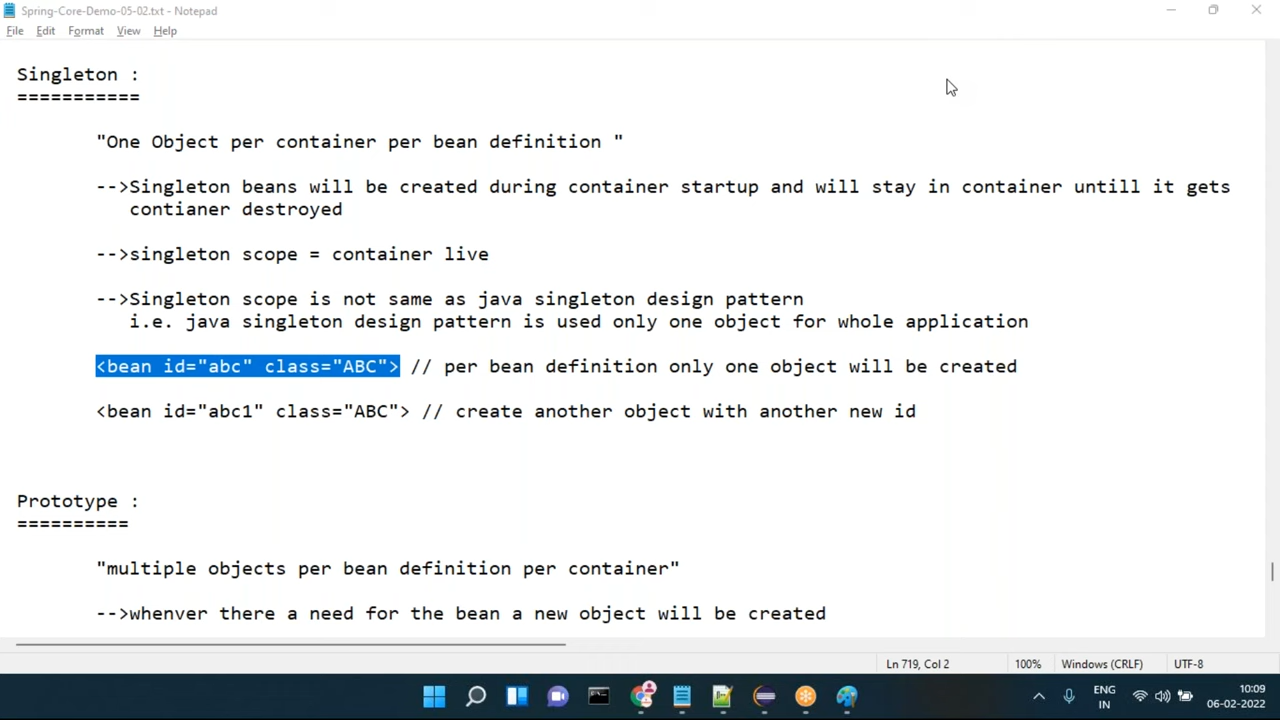 Spring-Core-Demo-05-02.txt - Notepad
File Edit Format View Help
Singleton :
===========
"One Object per container per bean definition "
-->Singleton beans will be created during container startup and will stay in container untill it gets
contianer destroyed
-->singleton scope = container live
-->Singleton scope is not same as java singleton design pattern
i.e. java singleton design pattern is used only one object for whole application
<bean id="abc" class="ABC"> // per bean definition only one object will be created
<bean id="abc1" class="ABC"> // create another object with another new id
Prototype :
==========
"multiple objects per bean definition per container"
-->whenver there a need for the bean a new object will be created
Ln 719, Col 2 100% Windows (CRLF) UTF-8
ENG
IN
10:09
06-02-2022